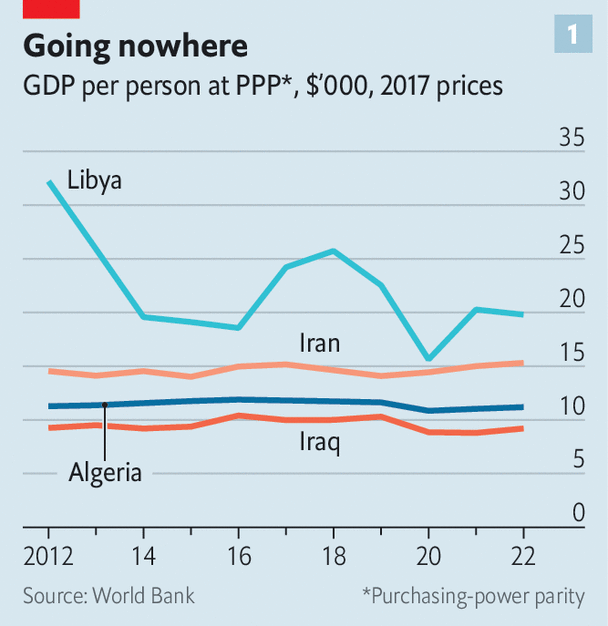 1
Going nowhere
GDP per person at PPP*, $’000, 2017 prices
35
Libya
30
25
20
Iran
15
10
Iraq
Algeria
5
0
2012 14 16 18 20 22
Source: World Bank
*Purchasing-power parity